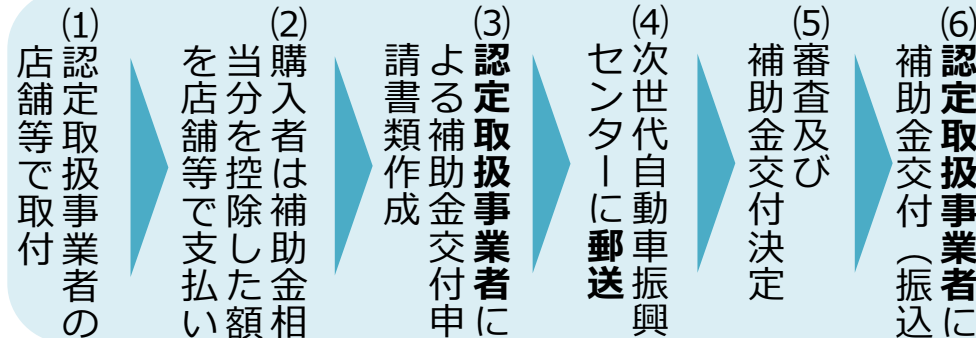 ⑴
認定取扱事業者の
店舗等で取付
⑵
購入者は補助金相
当分を控除した額
を店舗等で支払い
⑶
認定取扱事業者に
よる補助金交付申
請書類作成
⑷
次世代自動車振興
センターに郵送
⑸
審査及び
補助金交付決定
⑹
認定取扱事業者に
補助金交付（振込